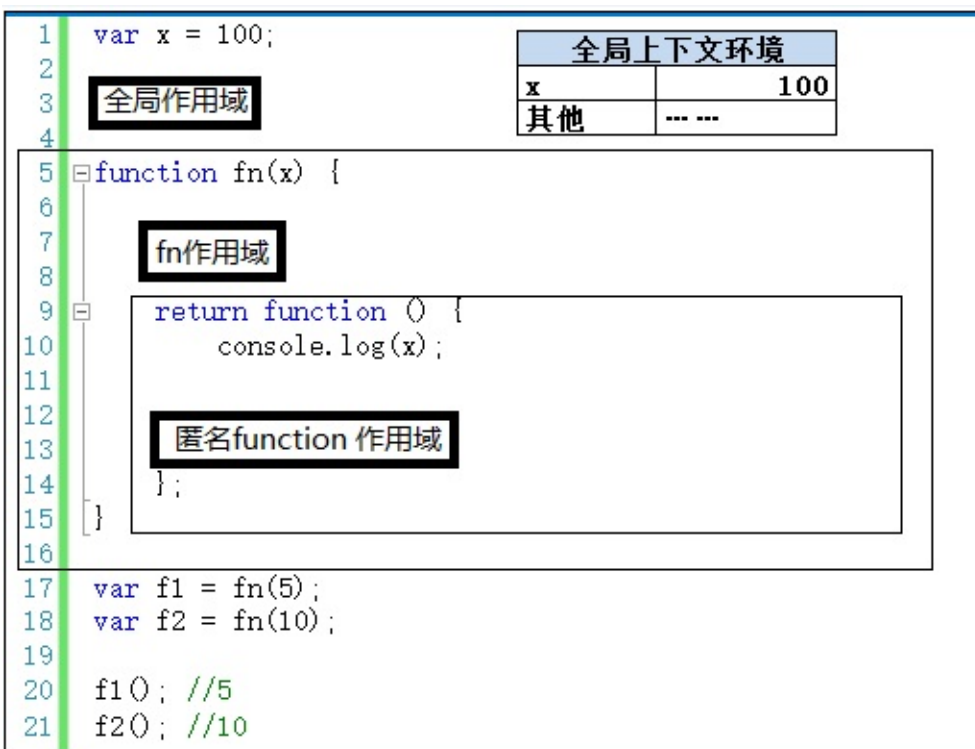 1 var x = 100;
全局上下文环境
2
x 100
3 全局作用域
其他 … …
4
5 function fn(x) {
6
7 fn作用域
8
9 return function () {
10 console.log(x);
11
12
13 匿名function 作用域
14 };
15 }
16
17 var f1 = fn(5);
18 var f2 = fn(10);
19
20 f1(); //5
21 f2(); //10